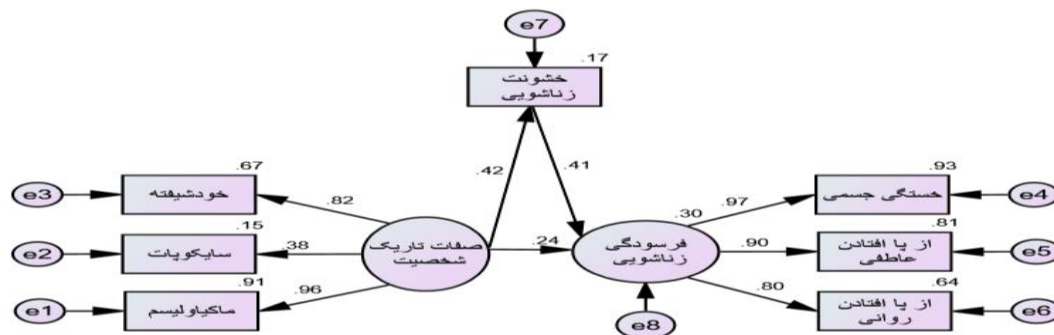 e7
.17
خشونت
زناشویی
.42
.41
.67
e3
خودشیفته
.82
.15
e2
سایکوپات
.38
.91
e1
ماکیاولیسم
.96
صفات تاریک
شخصیت
.24
.30
فرسودگی
زناشویی
e8
.97
.93
خستگی جسمی
e4
.90
.81
از پا افتادن
عاطفی
e5
.80
.64
از پا افتادن
روانی
e6